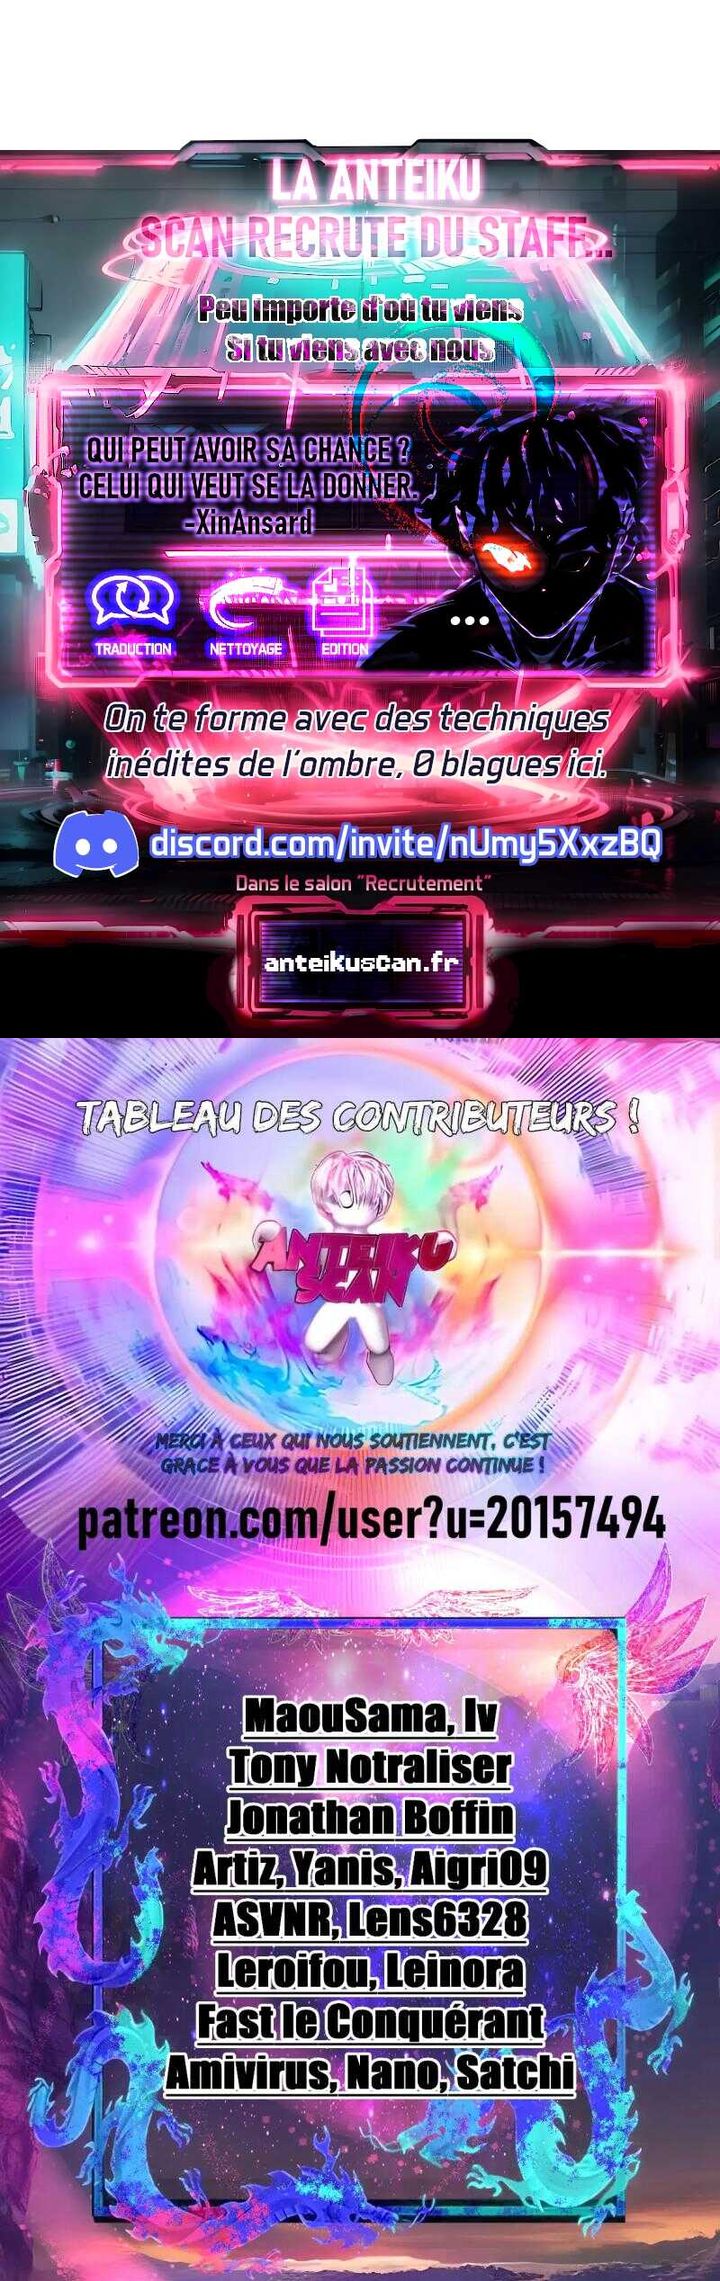 LA ANTEIKU
SCAN RECRUTE DU STAFF...
Peu importe d'où tu viens
Si tu viens avec nous
QUI PEUT AVOIR SA CHANCE ?
CELUI QUI VEUT SE LA DONNER.
-XinAnsard
...
TRADUCTION NETTOYAGE EDITION
On te forme avec des techniques
inédites de l'ombre, 0 blagues ici.
discord.com/invite/nUmy5XxzBQ
Dans le salon "Recrutement"
anteikuscan.fr
TABLEAU DES CONTRIBUTEURS !
ANTEIKU
SCAN
MERCI À CEUX QUI NOUS SOUTIENNENT, C'EST
GRACE À VOUS QUE LA PASSION CONTINUE !
patreon.com/user?u=20157494
MaouSama, Iv
Tony Notraliser
Jonathan Boffin
Artiz, Yanis, Aigri09
ASVNR, Lens6328
Leroifou, Leinora
Fast le Conquérant
Amivirus, Nano, Satchi